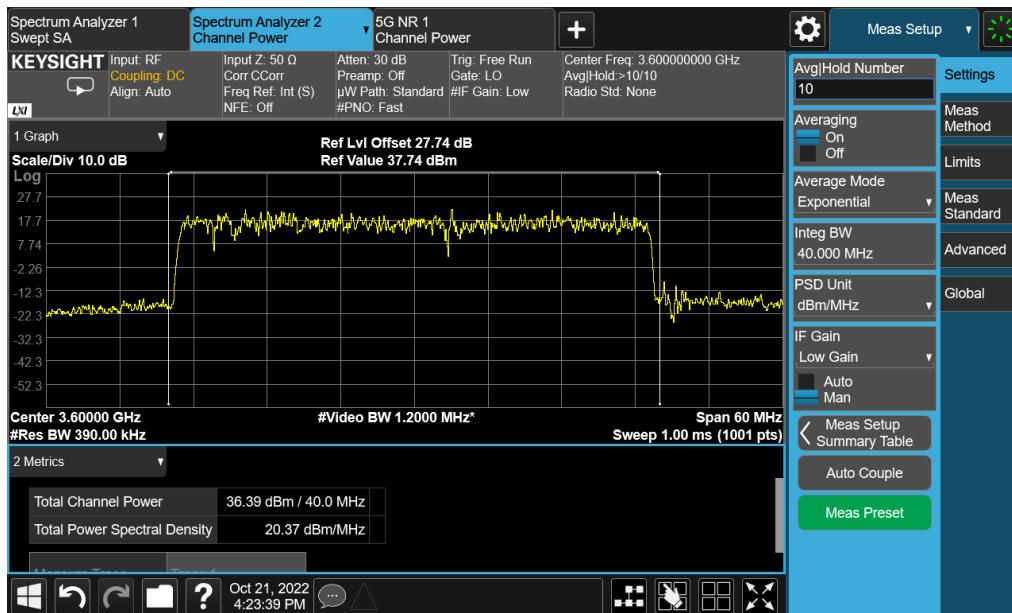 Spectrum Analyzer 1
Swept SA
Spectrum Analyzer 2
Channel Power
5G NR 1
Channel Power
Meas Setup
KEYSIGHT
LXI
Input: RF
Coupling: DC
Align: Auto
Input Z: 50 Ω
Corr CCorr
Freq Ref: Int (S)
NFE: Off
Atten: 30 dB
Preamp: Off
µW Path: Standard
#PNO: Fast
Trig: Free Run
Gate: LO
#IF Gain: Low
Center Freq: 3.600000000 GHz
Avg|Hold:>10/10
Radio Std: None
1 Graph
Scale/Div 10.0 dB
Ref Lvl Offset 27.74 dB
Ref Value 37.74 dBm
Log
27.7
17.7
7.74
-2.26
-12.3
-22.3
-32.3
-42.3
-52.3
Center 3.60000 GHz
#Res BW 390.00 kHz
#Video BW 1.2000 MHz*
Span 60 MHz
Sweep 1.00 ms (1001 pts)
2 Metrics
Total Channel Power 36.39 dBm / 40.0 MHz
Total Power Spectral Density 20.37 dBm/MHz
Avg|Hold Number
10
Averaging
On
Off
Average Mode
Exponential
Integ BW
40.000 MHz
PSD Unit
dBm/MHz
IF Gain
Low Gain
Auto
Man
Meas Setup
Summary Table
Auto Couple
Meas Preset
Settings
Meas
Method
Limits
Meas
Standard
Advanced
Global
?
Oct 21, 2022
4:23:39 PM